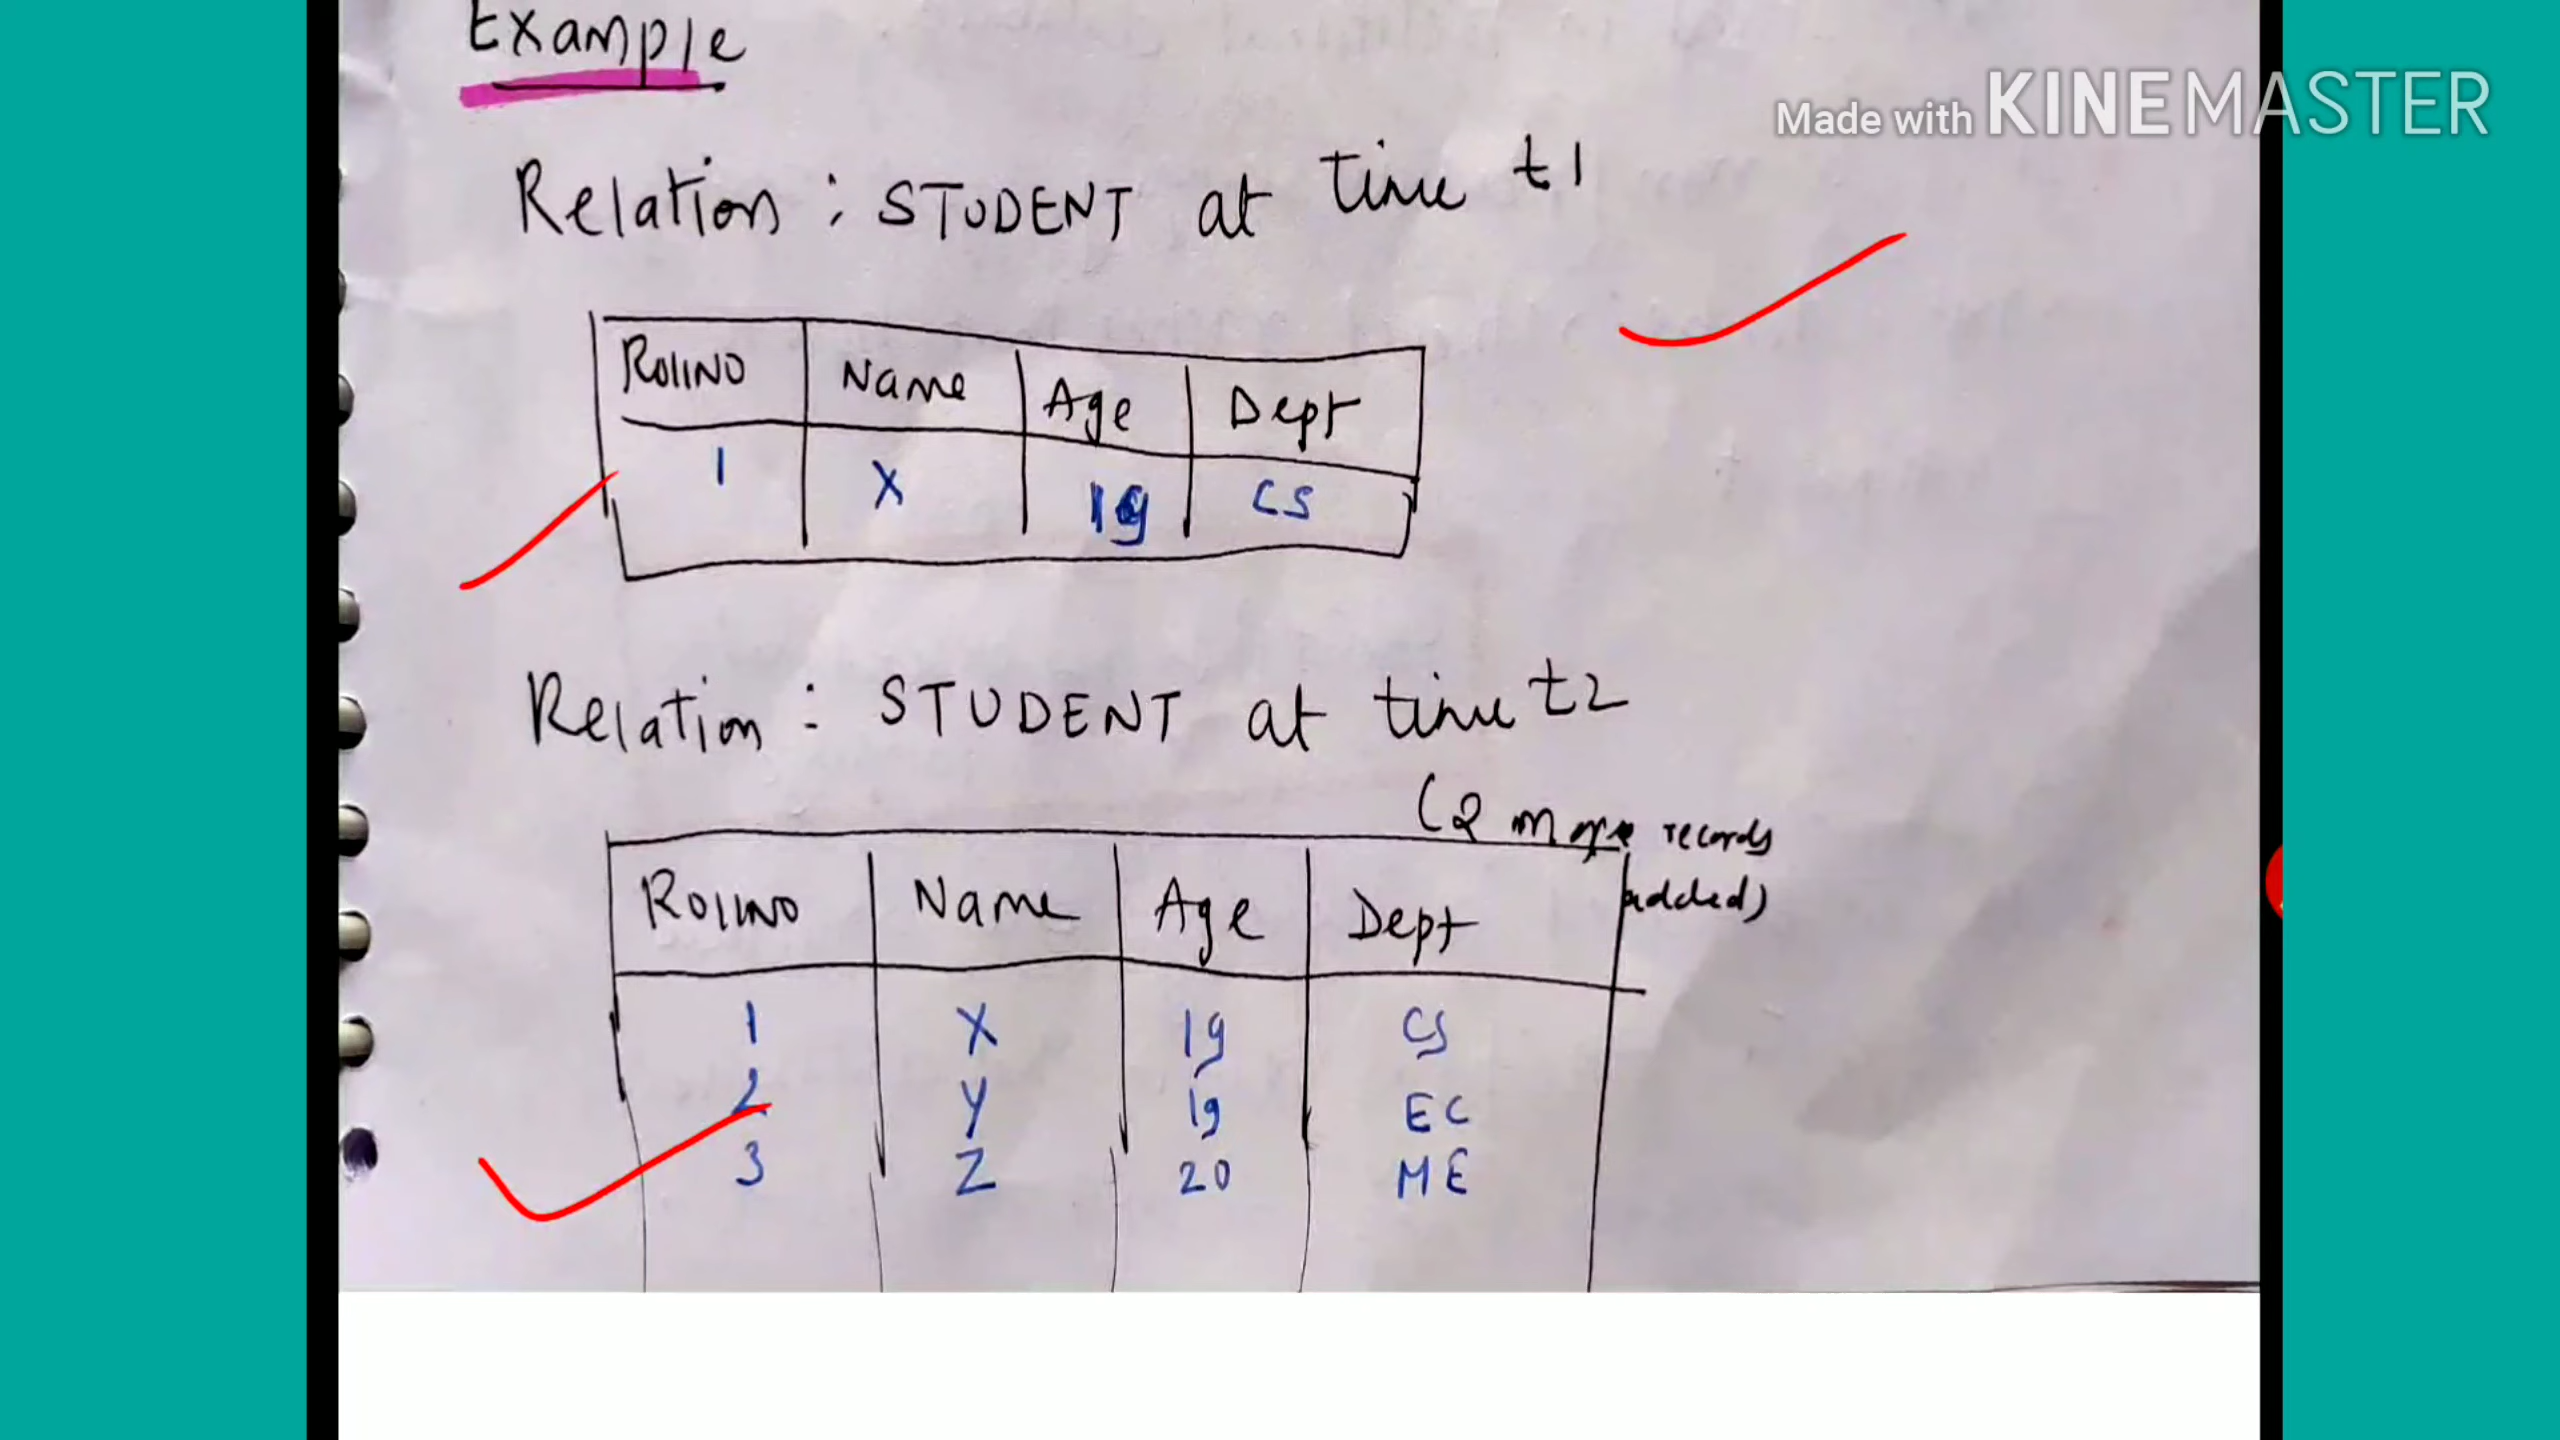 Example
Made with KINEMASTER
Relation : STUDENT at time t1
Rollno Name Age Dept
1 X 19 CS
Relation : STUDENT at time t2
(2 more records
added)
Rollno Name Age Dept
1 X 19 CS
2 Y 19 EC
3 Z 20 ME